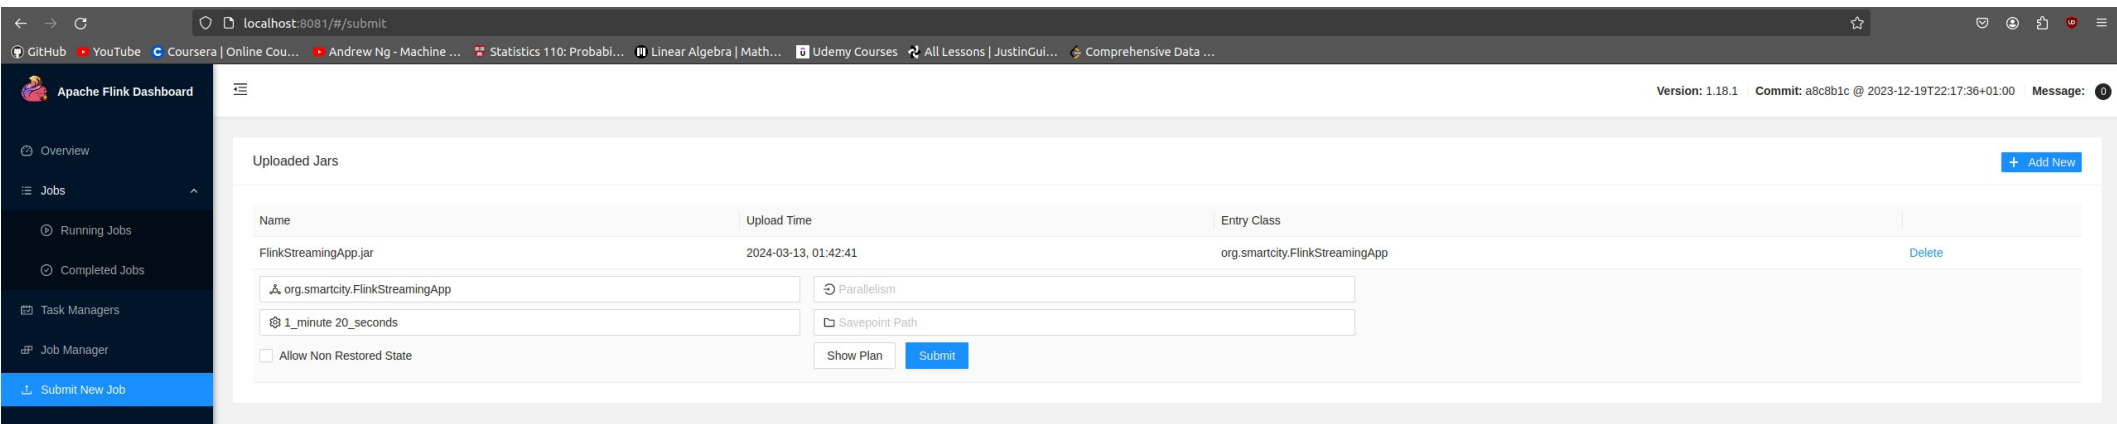 localhost:8081/#/submit
GitHub YouTube Coursera | Online Cou... Andrew Ng - Machine ... Statistics 110: Probabi... Linear Algebra | Math... Udemy Courses All Lessons | JustinGui... Comprehensive Data ...
Apache Flink Dashboard
Version: 1.18.1 Commit: a8c8b1c @ 2023-12-19T22:17:36+01:00 Message: 0
Overview
Jobs
Running Jobs
Completed Jobs
Task Managers
Job Manager
Submit New Job
Uploaded Jars
+ Add New
Name Upload Time Entry Class
FlinkStreamingApp.jar 2024-03-13, 01:42:41 org.smartcity.FlinkStreamingApp Delete
org.smartcity.FlinkStreamingApp Parallelism
1_minute 20_seconds Savepoint Path
Allow Non Restored State Show Plan Submit